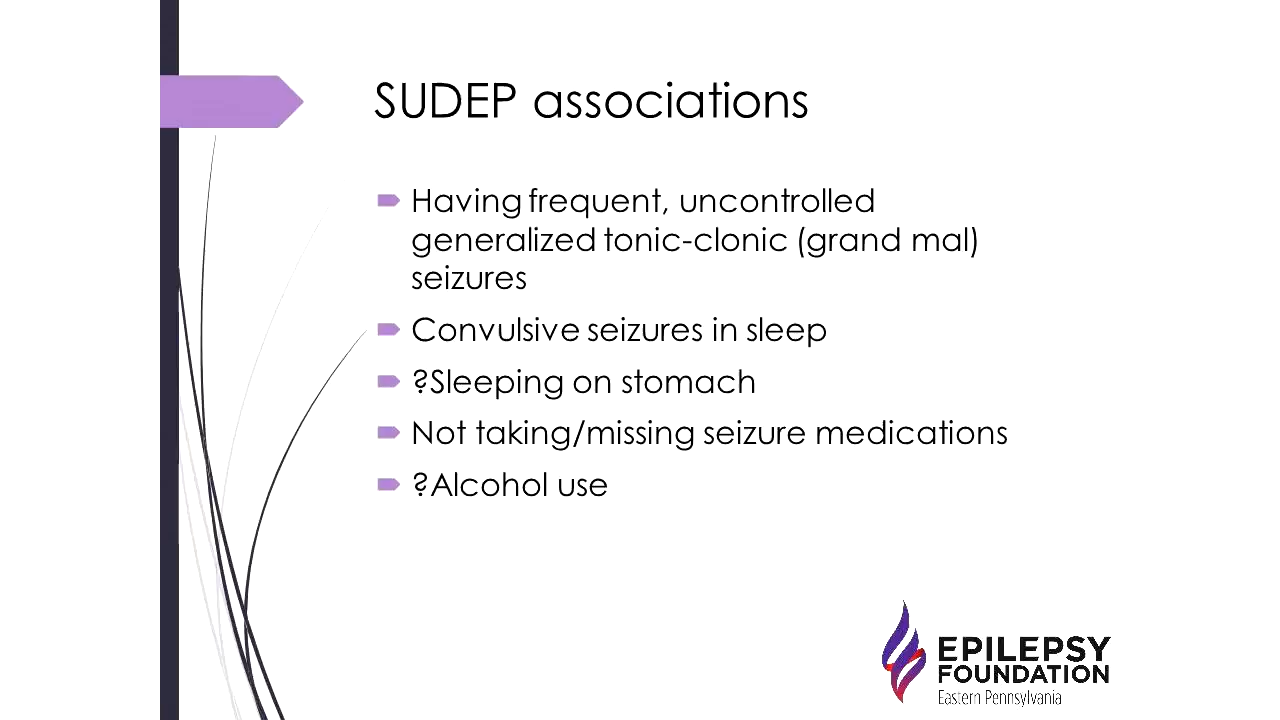 SUDEP associations
Having frequent, uncontrolled
generalized tonic-clonic (grand mal)
seizures
Convulsive seizures in sleep
?Sleeping on stomach
Not taking/missing seizure medications
?Alcohol use
EPILEPSY
FOUNDATION
Eastern Pennsylvania